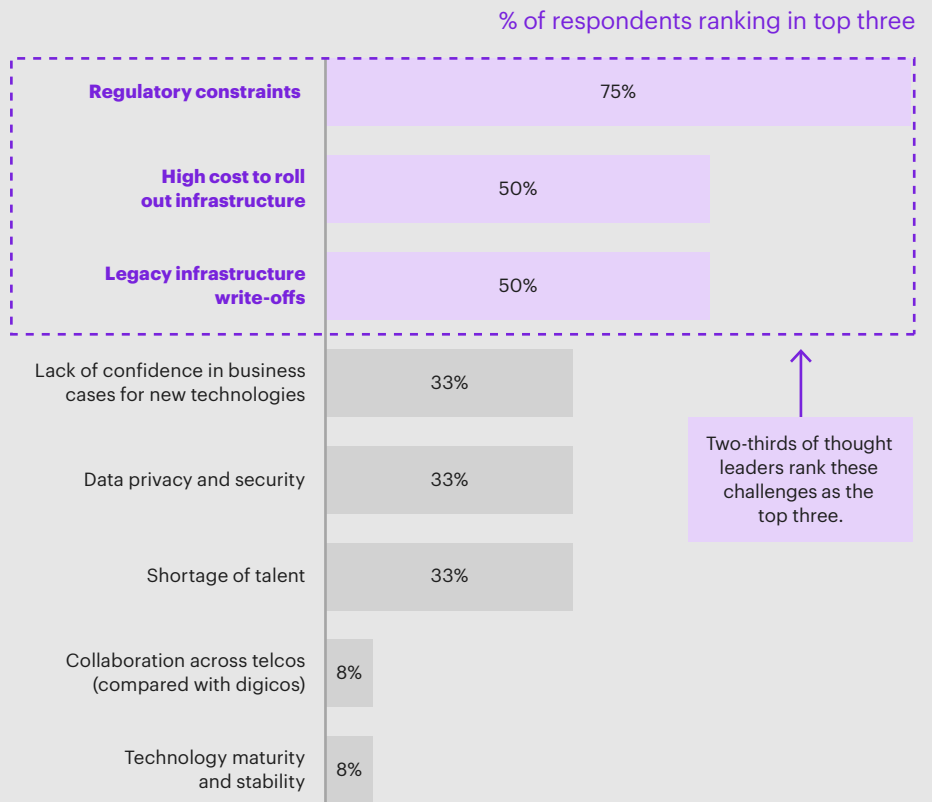 % of respondents ranking in top three
Regulatory constraints
75%
High cost to roll
out infrastructure
50%
Legacy infrastructure
write-offs
50%
Lack of confidence in business
cases for new technologies
33%
Two-thirds of thought
leaders rank these
challenges as the
top three.
Data privacy and security
33%
Shortage of talent
33%
Collaboration across telcos
(compared with digicos)
8%
Technology maturity
and stability
8%